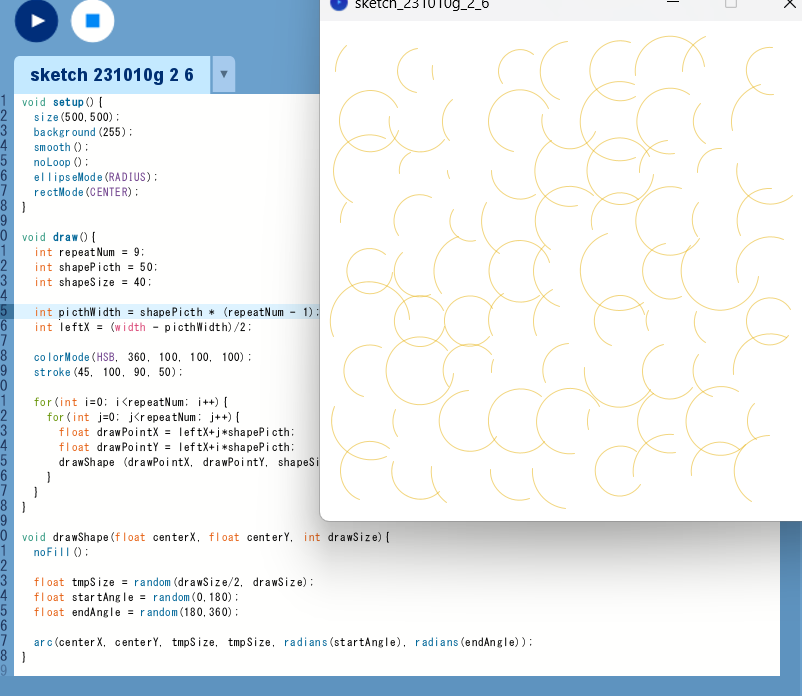 sketch_231010g_2_6
sketch 231010g 2 6
▼
1 void setup(){
2 size(500,500);
3 background(255);
4 smooth();
5 noLoop();
6 ellipseMode(RADIUS);
7 rectMode(CENTER);
8 }
9
0 void draw(){
1 int repeatNum = 9;
2 int shapePicth = 50;
3 int shapeSize = 40;
4
5 int picthWidth = shapePicth * (repeatNum - 1);
6 int leftX = (width - picthWidth)/2;
7
8 colorMode(HSB, 360, 100, 100, 100);
9 stroke(45, 100, 90, 50);
0
1 for(int i=0; i<repeatNum; i++){
2 for(int j=0; j<repeatNum; j++){
3 float drawPointX = leftX+j*shapePicth;
4 float drawPointY = leftX+i*shapePicth;
5 drawShape (drawPointX, drawPointY, shapeSi
6 }
7 }
8 }
9
0 void drawShape(float centerX, float centerY, int drawSize){
1 noFill();
2
3 float tmpSize = random(drawSize/2, drawSize);
4 float startAngle = random(0,180);
5 float endAngle = random(180,360);
6
7 arc(centerX, centerY, tmpSize, tmpSize, radians(startAngle), radians(endAngle));
8 }
9